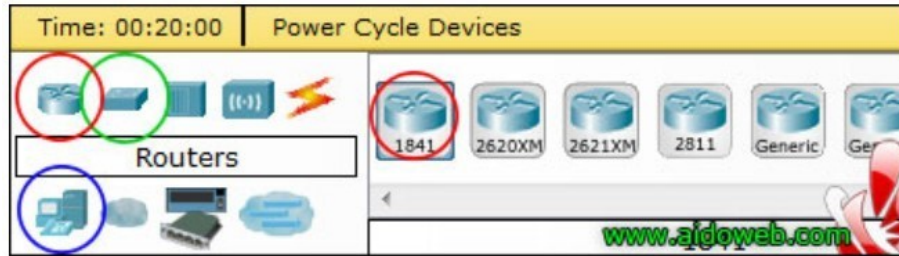 Time: 00:20:00 Power Cycle Devices
Routers
1841 2620XM 2621XM 2811 Generic
www.aidoweb.com